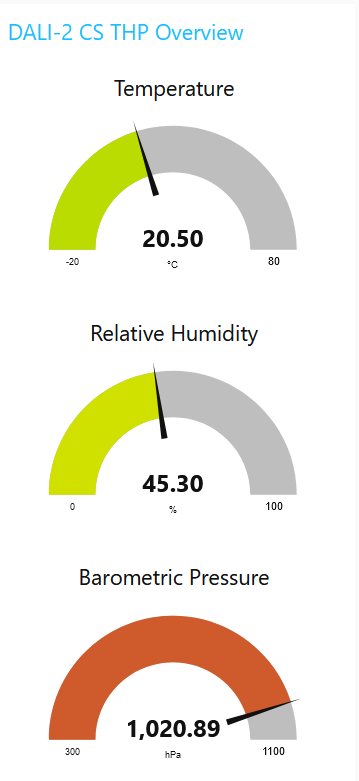 DALI-2 CS THP Overview
Temperature
20.50
-20 °C 80
Relative Humidity
45.30
0 % 100
Barometric Pressure
1,020.89
300 hPa 1100